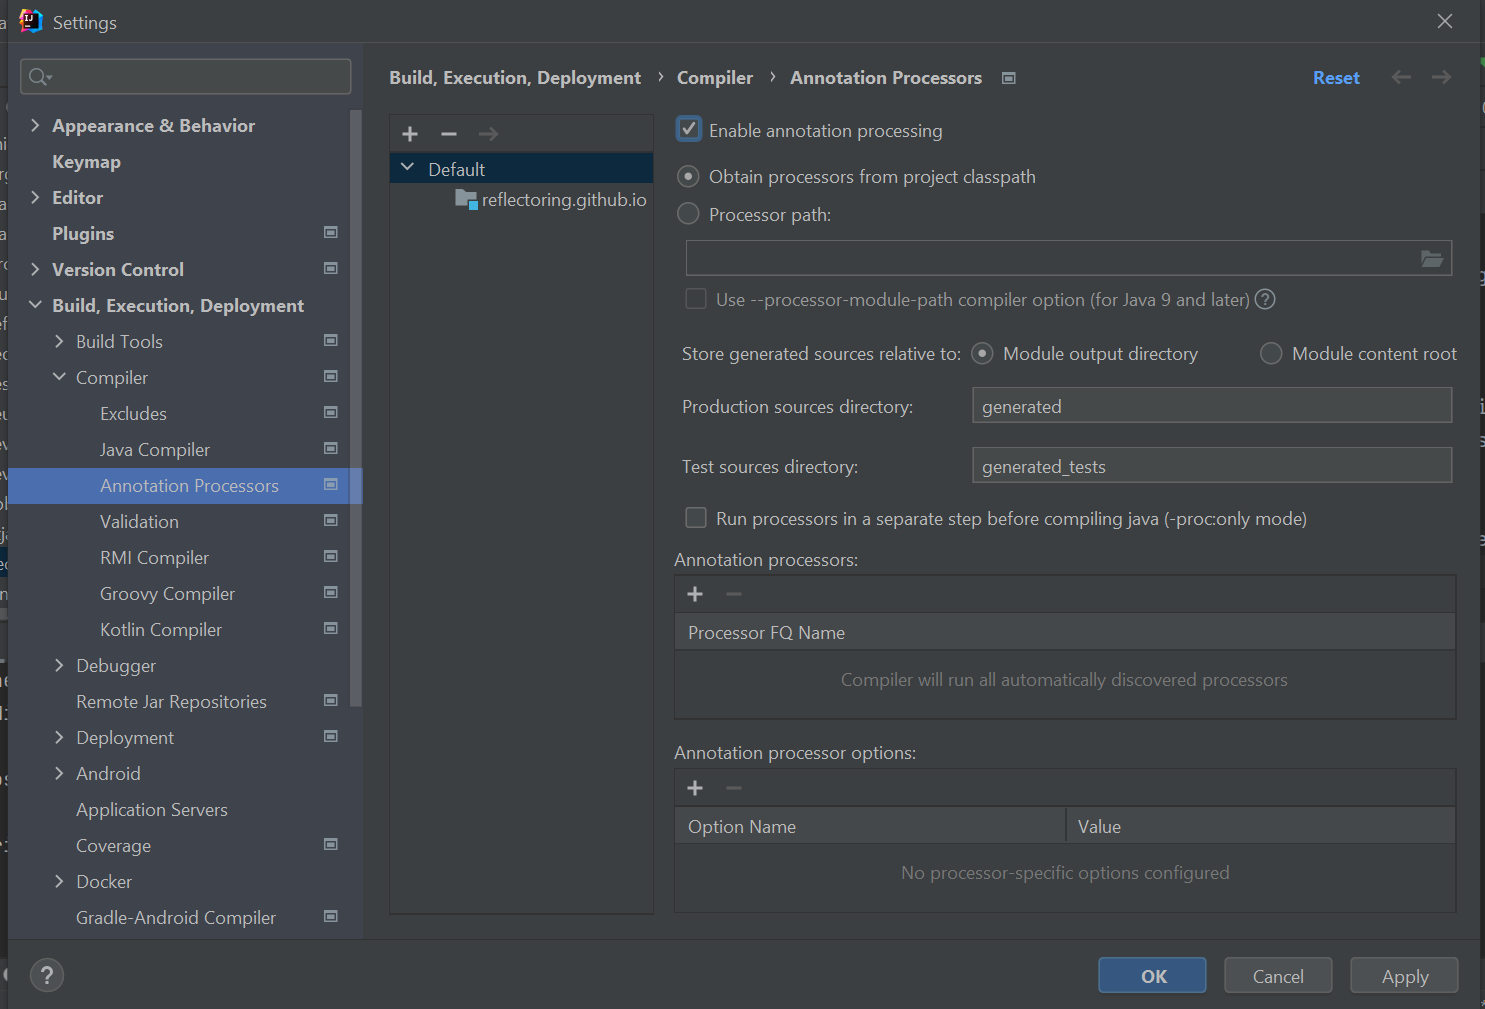 Settings
Build, Execution, Deployment › Compiler › Annotation Processors
Reset
Appearance & Behavior
Keymap
Editor
Plugins
Version Control
Build, Execution, Deployment
Build Tools
Compiler
Excludes
Java Compiler
Annotation Processors
Validation
RMI Compiler
Groovy Compiler
Kotlin Compiler
Debugger
Remote Jar Repositories
Deployment
Android
Application Servers
Coverage
Docker
Gradle-Android Compiler
Default
reflectoring.github.io
Enable annotation processing
Obtain processors from project classpath
Processor path:
Use --processor-module-path compiler option (for Java 9 and later) ?
Store generated sources relative to: Module output directory Module content root
Production sources directory: generated
Test sources directory: generated_tests
Run processors in a separate step before compiling java (-proc:only mode)
Annotation processors:
Processor FQ Name
Compiler will run all automatically discovered processors
Annotation processor options:
Option Name Value
No processor-specific options configured
? OK Cancel Apply